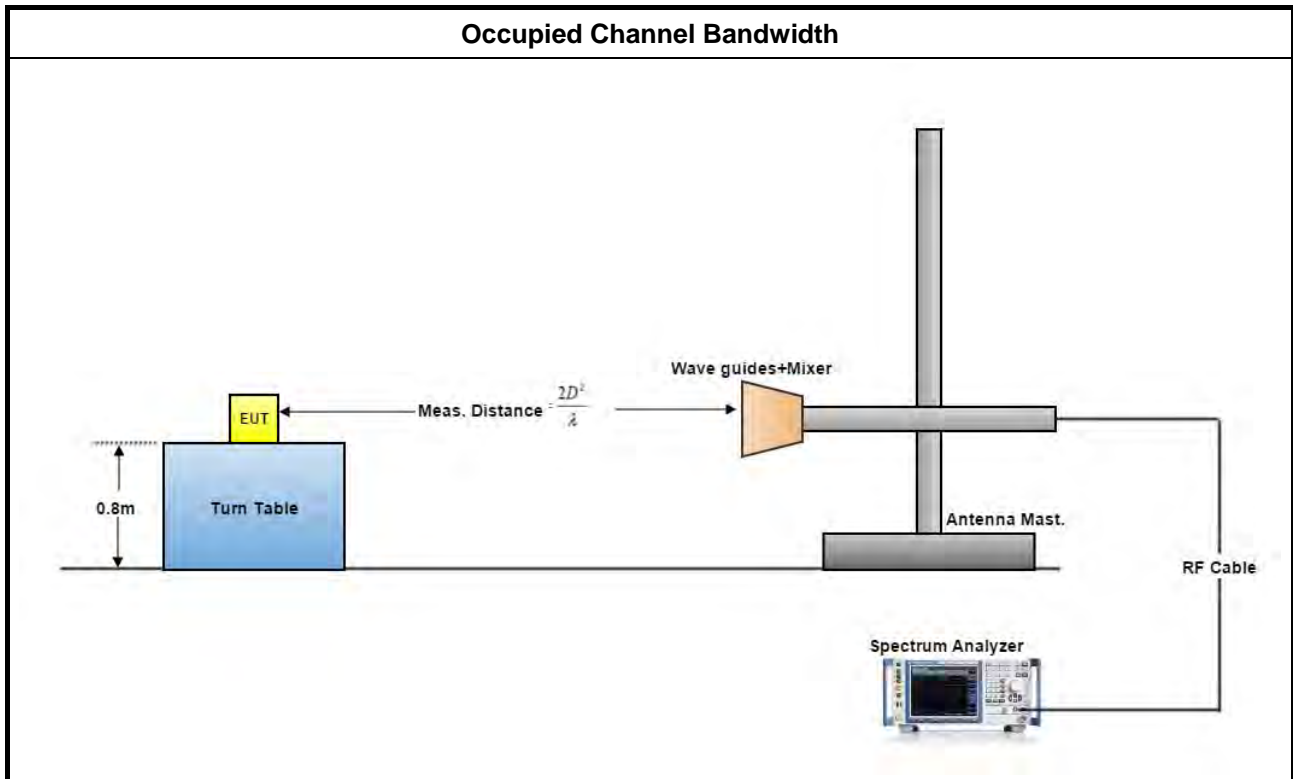 Occupied Channel Bandwidth
Wave guides+Mixer
EUT
Meas. Distance = 2D²/λ
0.8m
Turn Table
Antenna Mast.
RF Cable
Spectrum Analyzer